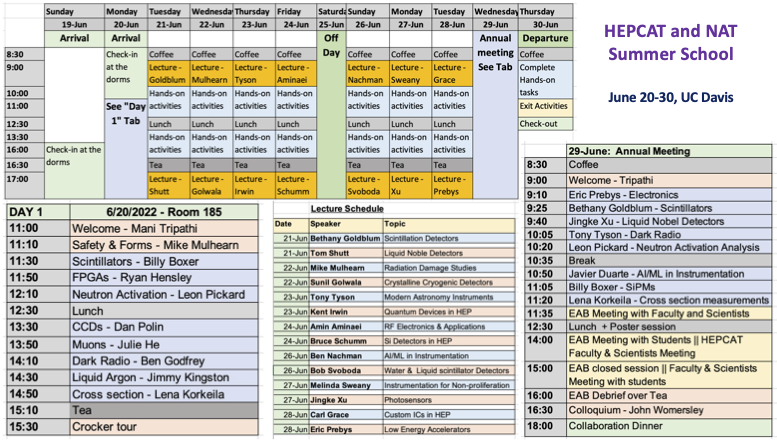 Sunday Monday Tuesday Wednesday Thursday Friday Saturd Sunday Monday Tuesday Wednesday Thursday
19-Jun 20-Jun 21-Jun 22-Jun 23-Jun 24-Jun 25-Jun 26-Jun 27-Jun 28-Jun 29-Jun 30-Jun
Arrival Arrival Off Day Annual meeting See Tab Departure
8:30 Check-in at the dorms Coffee Coffee Coffee Coffee Coffee Coffee Coffee Coffee
9:00 Lecture - Goldblum Lecture - Mulhearn Lecture - Tyson Lecture - Aminaei Lecture - Nachman Lecture - Sweany Lecture - Grace Complete Hands-on tasks
10:00 Hands-on activities Hands-on activities Hands-on activities Hands-on activities Hands-on activities Hands-on activities Hands-on activities
11:00 See "Day 1" Tab Exit Activities
12:30 Lunch Lunch Lunch Lunch Lunch Lunch Lunch Check-out
13:30 Hands-on activities Hands-on activities Hands-on activities Hands-on activities Hands-on activities Hands-on activities Hands-on activities
16:00 Check-in at the dorms
16:30 Tea Tea Tea Tea Tea Tea Tea
17:00 Lecture - Shutt Lecture - Golwala Lecture - Irwin Lecture - Schumm Lecture - Svoboda Lecture - Xu Lecture - Prebys
HEPCAT and NAT
Summer School
June 20-30, UC Davis
DAY 1 6/20/2022 - Room 185
11:00 Welcome - Mani Tripathi
11:10 Safety & Forms - Mike Mulhearn
11:30 Scintillators - Billy Boxer
11:50 FPGAs - Ryan Hensley
12:10 Neutron Activation - Leon Pickard
12:30 Lunch
13:30 CCDs - Dan Polin
13:50 Muons - Julie He
14:10 Dark Radio - Ben Godfrey
14:30 Liquid Argon - Jimmy Kingston
14:50 Cross section - Lena Korkeila
15:10 Tea
15:30 Crocker tour
Lecture Schedule
Date Speaker Topic
21-Jun Bethany Goldblum Scintillation Detectors
21-Jun Tom Shutt Liquid Noble Detectors
22-Jun Mike Mulhearn Radiation Damage Studies
22-Jun Sunil Golwala Crystalline Cryogenic Detectors
23-Jun Tony Tyson Modern Astronomy Instruments
23-Jun Kent Irwin Quantum Devices in HEP
24-Jun Amin Aminaei RF Electronics & Applications
24-Jun Bruce Schumm Si Detectors in HEP
26-Jun Ben Nachman AI/ML in Instrumentation
26-Jun Bob Svoboda Water & Liquid scintillator Detectors
27-Jun Melinda Sweany Instrumentation for Non-proliferation
27-Jun Jingke Xu Photosensors
28-Jun Carl Grace Custom ICs in HEP
28-Jun Eric Prebys Low Energy Accelerators
29-June: Annual Meeting
8:30 Coffee
9:00 Welcome - Tripathi
9:10 Eric Prebys - Electronics
9:25 Bethany Goldblum - Scintillators
9:40 Jingke Xu - Liquid Nobel Detectors
10:05 Tony Tyson - Dark Radio
10:20 Leon Pickard - Neutron Activation Analysis
10:35 Break
10:50 Javier Duarte - AI/ML in Instrumentation
11:05 Billy Boxer - SiPMs
11:20 Lena Korkeila - Cross section measurements
11:35 EAB Meeting with Faculty and Scientists
12:30 Lunch + Poster session
14:00 EAB Meeting with Students || HEPCAT
Faculty & Scientists Meeting
15:00 EAB closed session || Faculty & Scientists
Meeting with students
16:00 EAB Debrief over Tea
16:30 Colloquium - John Womersley
18:00 Collaboration Dinner